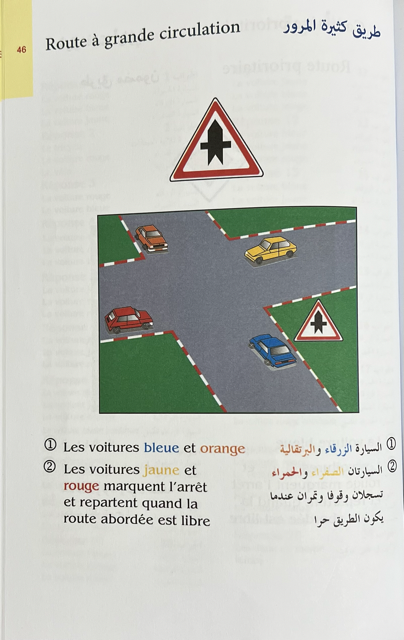 46
Route à grande circulation
طريق كثيرة المرور
① Les voitures bleue et orange
② Les voitures jaune et
rouge marquent l'arrêt
et repartent quand la
route abordée est libre
① السيارة الزرقاء والبرتقالية
② السيارتان الصفراء والحمراء
تسجلان وقوفا وتمران عندما
يكون الطريق حرا